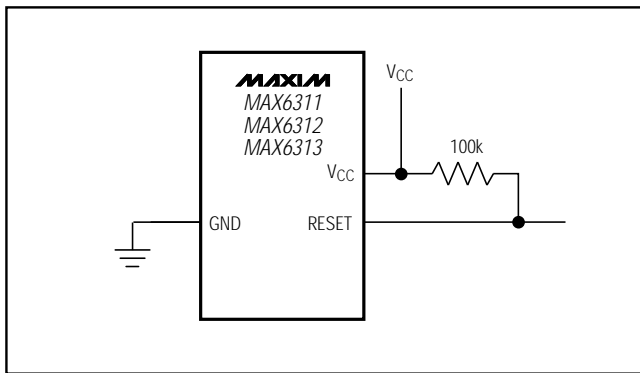 MAXIM
MAX6311
MAX6312
MAX6313
VCC
VCC
100k
GND
RESET